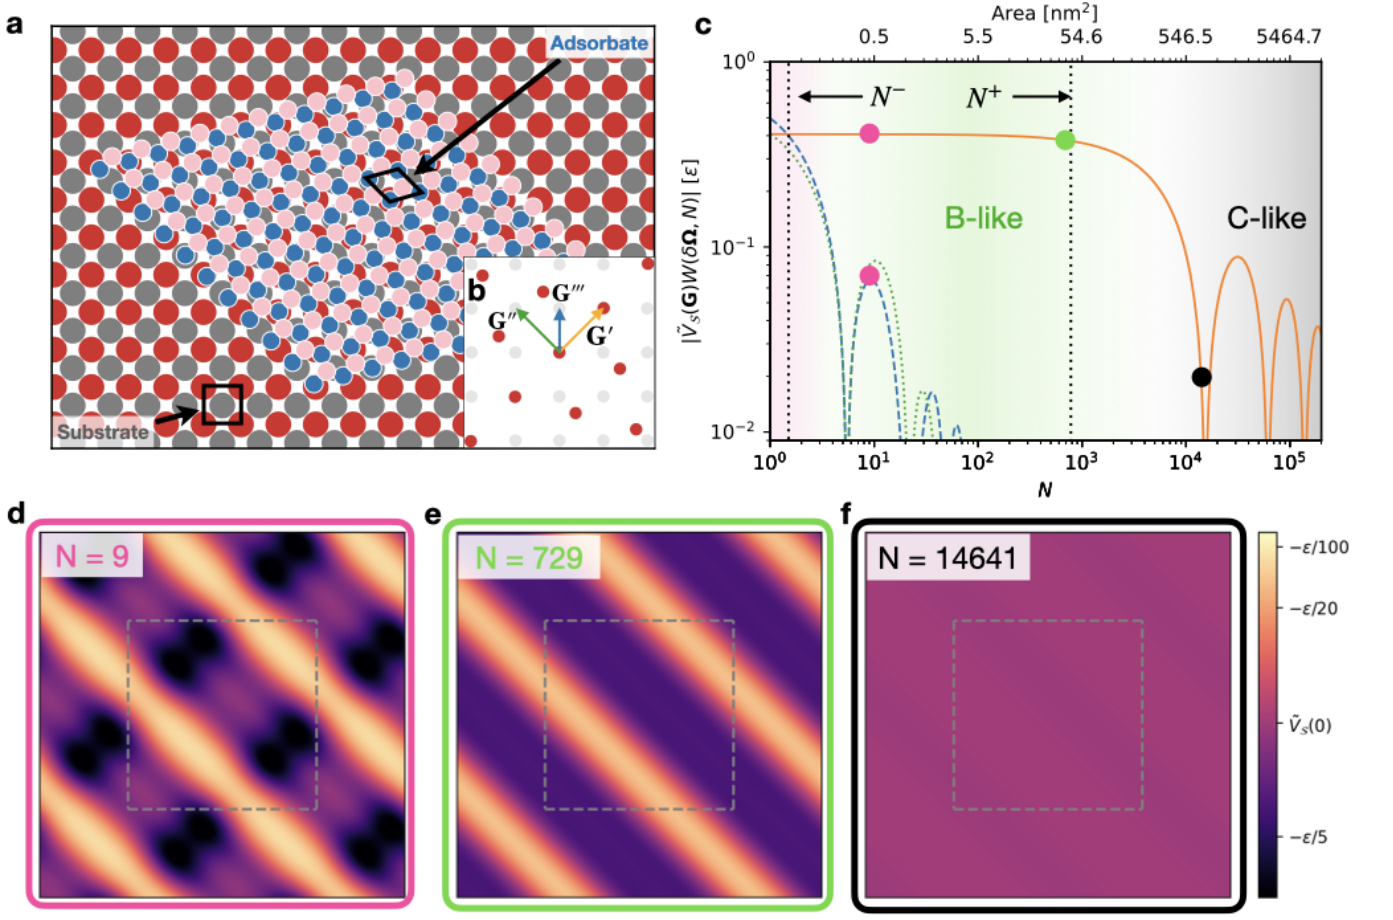 a
Adsorbate
Substrate
b
G''
G'''
G'
c
Area [nm²]
0.5 5.5 54.6 546.5 5464.7
|Ṽ_S(G)W(δΩ, N)| [ε]
10⁰
10⁻¹
10⁻²
N⁻ N⁺
B-like
C-like
10⁰ 10¹ 10² 10³ 10⁴ 10⁵
N
d
N = 9
e
N = 729
f
N = 14641
−ε/100
−ε/20
Ṽ_S(0)
−ε/5